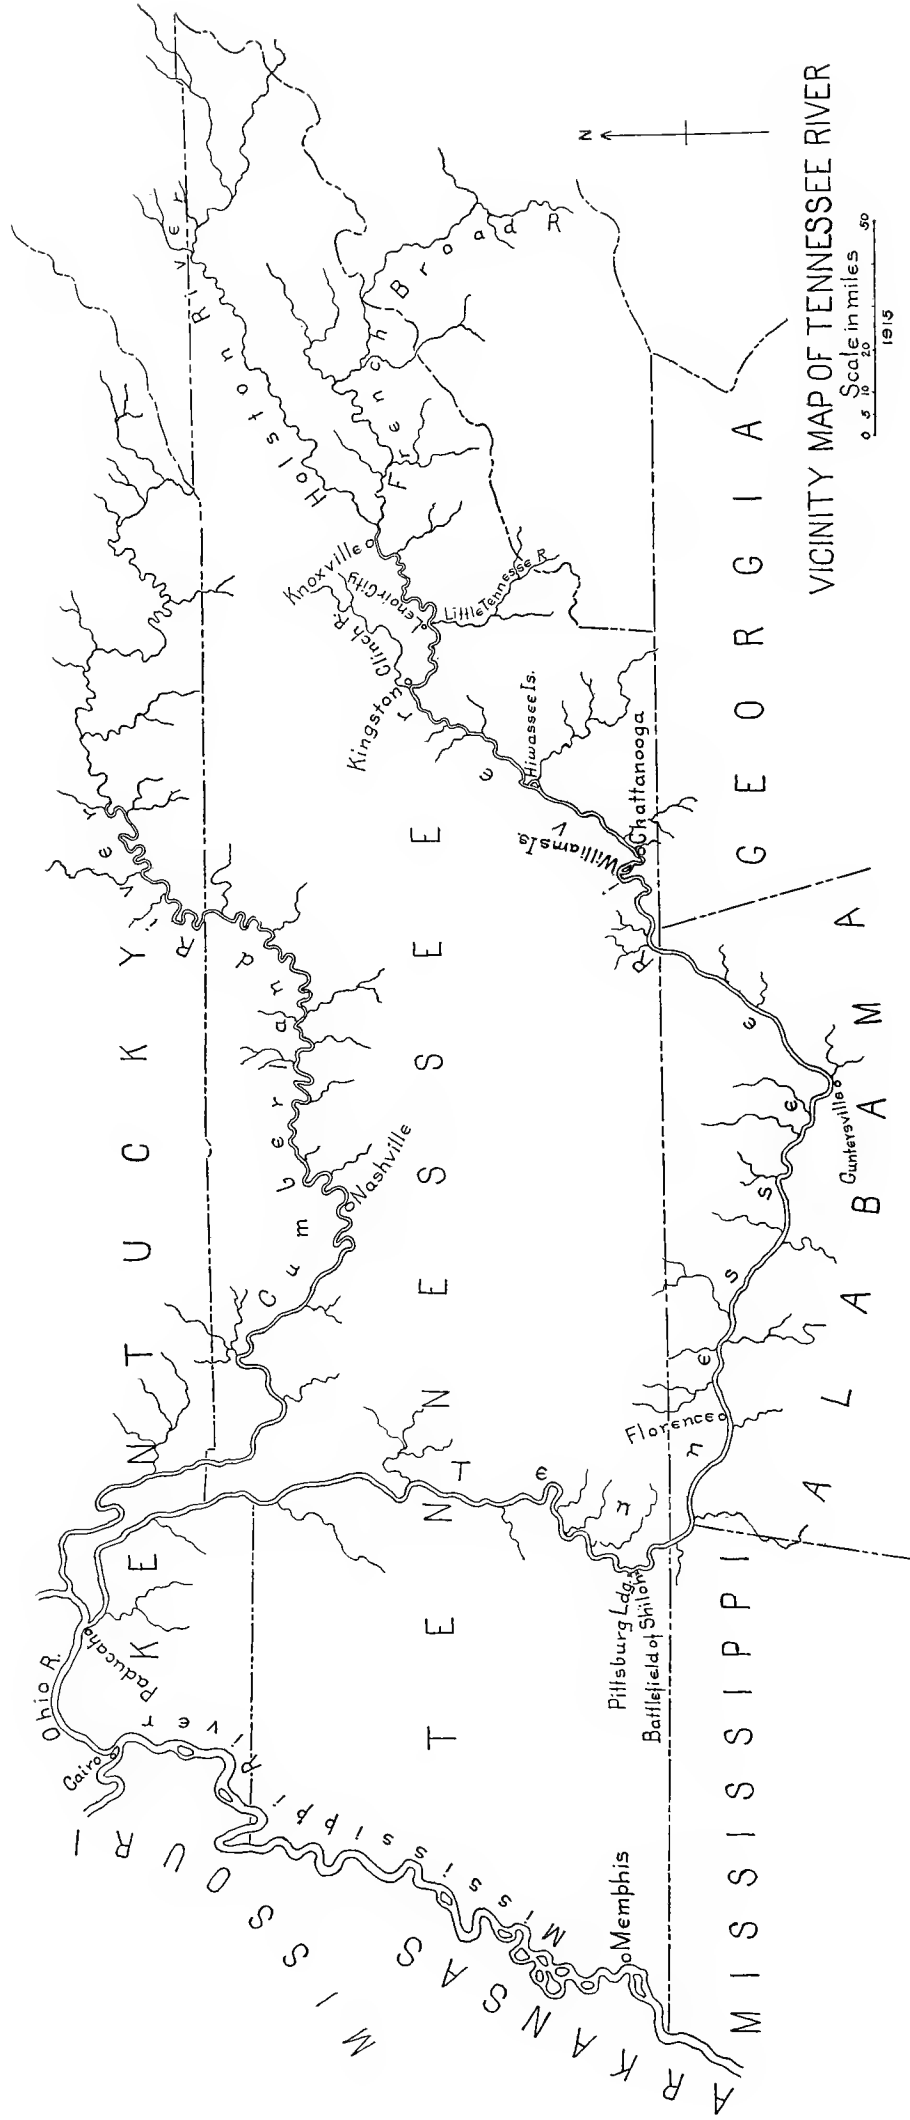 MISSOURI
ARKANSAS
KENTUCKY
TENNESSEE
MISSISSIPPI
ALABAMA
GEORGIA
Ohio R.
Cairo
Paducah
Mississippi River
Memphis
Cumberland River
Nashville
Tennessee River
Pittsburg Ldg.
Battlefield of Shiloh
Florence
Guntersville
Williams Is.
Chattanooga
Hiwassee Is.
Kingston
Clinch R.
Lenoir City
Knoxville
Little Tennessee R
Holston River
French Broad R
N
VICINITY MAP OF TENNESSEE RIVER
Scale in miles
0 5 10 20 50
1915